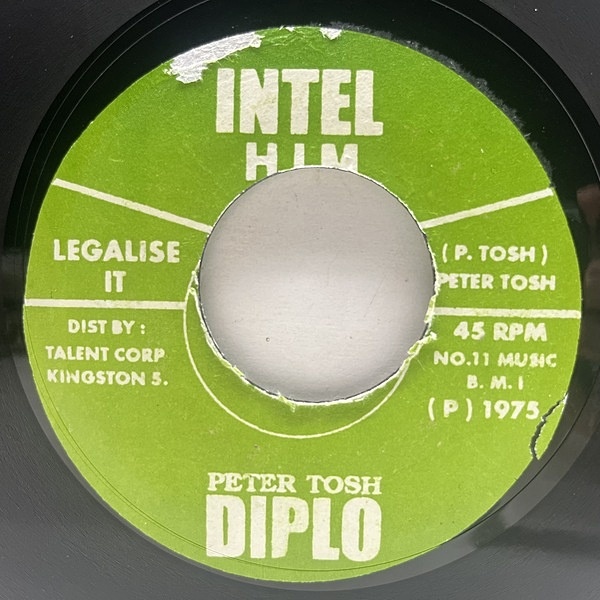 INTEL
H.I.M
LEGALISE
IT
( P. TOSH )
PETER TOSH
DIST BY :
TALENT CORP
KINGSTON 5.
45 RPM
NO.11 MUSIC
B. M. I
( P ) 1975
PETER TOSH
DIPLO